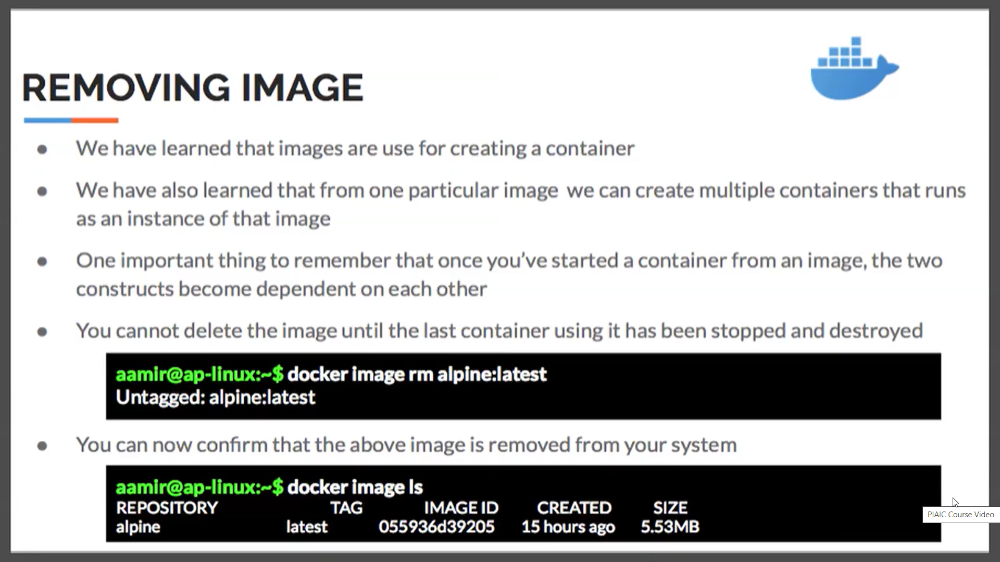 REMOVING IMAGE
● We have learned that images are use for creating a container
● We have also learned that from one particular image we can create multiple containers that runs
as an instance of that image
● One important thing to remember that once you’ve started a container from an image, the two
constructs become dependent on each other
● You cannot delete the image until the last container using it has been stopped and destroyed
aamir@ap-linux:~$ docker image rm alpine:latest
Untagged: alpine:latest
● You can now confirm that the above image is removed from your system
aamir@ap-linux:~$ docker image ls
REPOSITORY TAG IMAGE ID CREATED SIZE
alpine latest 055936d39205 15 hours ago 5.53MB
PIAIC Course Video